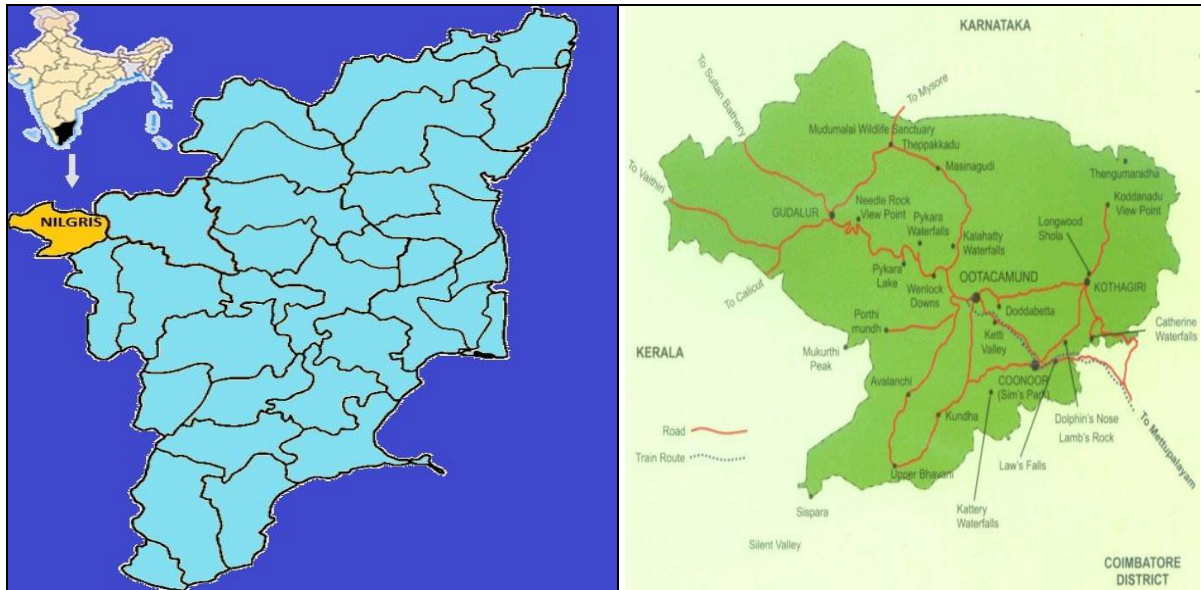 NILGRIS
KARNATAKA
To Sultan Bathery
To Mysore
Mudumalai Wildlife Sanctuary
Theppakkadu
Masinagudi
Thengumaradha
To Vaithiri
Koddanadu
View Point
GUDALUR
Needle Rock
View Point
Pykara
Waterfalls
Longwood
Shola
Kalahatty
Waterfalls
Pykara
Lake
Wenlock
Downs
OOTACAMUND
KOTHAGIRI
To Calicut
Doddabetta
Porthi
mundh
Ketti
Valley
Catherine
Waterfalls
KERALA
Mukurthi
Peak
Avalanchi
COONOOR
(Sim's Park)
Kundha
Dolphin's Nose
Lamb's Rock
To Mettupalayam
Road
Train Route
Law's Falls
Upper Bhavani
Sispara
Kattery
Waterfalls
Silent Valley
COIMBATORE
DISTRICT